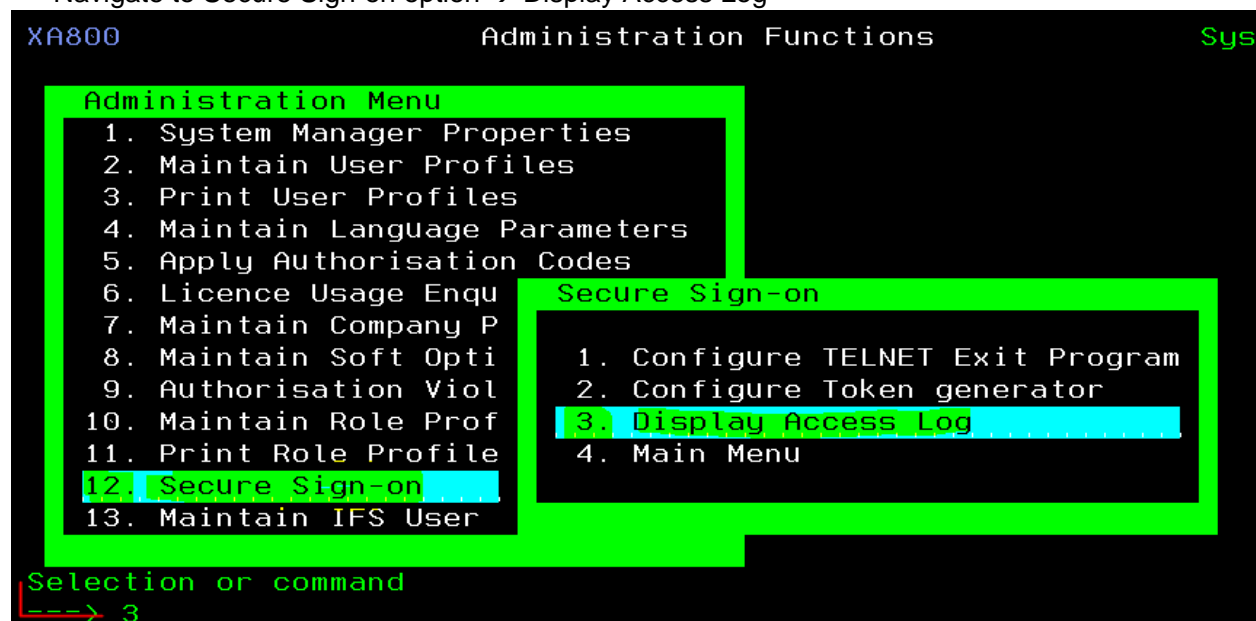 Navigate to Secure Sign-on option → Display Access Log
XA800 Administration Functions Sys
Administration Menu
1. System Manager Properties
2. Maintain User Profiles
3. Print User Profiles
4. Maintain Language Parameters
5. Apply Authorisation Codes
6. Licence Usage Enqu
7. Maintain Company P
8. Maintain Soft Opti
9. Authorisation Viol
10. Maintain Role Prof
11. Print Role Profile
12. Secure Sign-on
13. Maintain IFS User
Secure Sign-on
1. Configure TELNET Exit Program
2. Configure Token generator
3. Display Access Log
4. Main Menu
Selection or command
---> 3